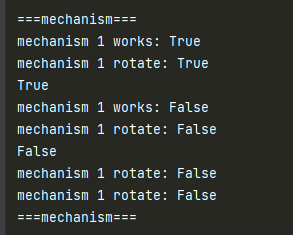 ===mechanism===
mechanism 1 works: True
mechanism 1 rotate: True
True
mechanism 1 works: False
mechanism 1 rotate: False
False
mechanism 1 rotate: False
mechanism 1 rotate: False
===mechanism===